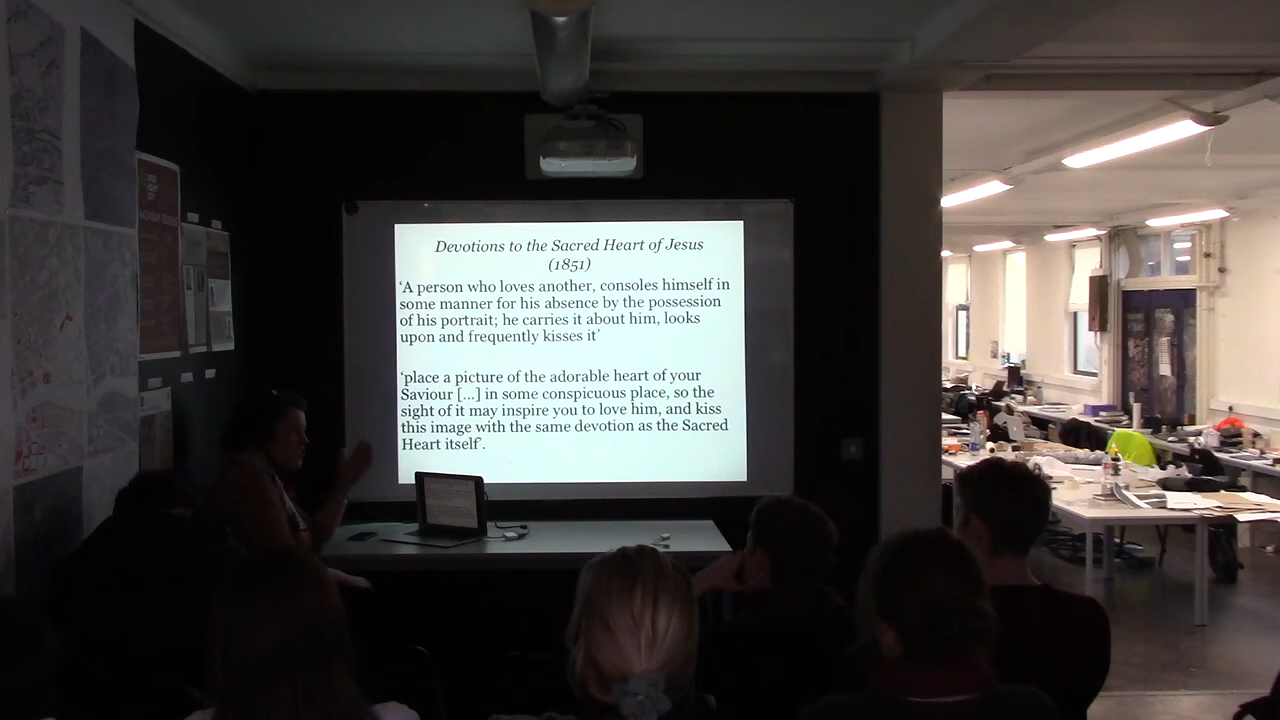 Devotions to the Sacred Heart of Jesus
(1851)
‘A person who loves another, consoles himself in
some manner for his absence by the possession
of his portrait; he carries it about him, looks
upon and frequently kisses it’
‘place a picture of the adorable heart of your
Saviour [...] in some conspicuous place, so the
sight of it may inspire you to love him, and kiss
this image with the same devotion as the Sacred
Heart itself’.